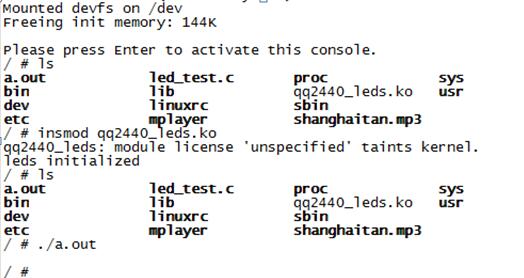 Mounted devfs on /dev
Freeing init memory: 144K
Please press Enter to activate this console.
/ # ls
a.out led_test.c proc sys
bin lib qq2440_leds.ko usr
dev linuxrc sbin
etc mplayer shanghaitan.mp3
/ # insmod qq2440_leds.ko
qq2440_leds: module license 'unspecified' taints kernel.
leds initialized
/ # ls
a.out led_test.c proc sys
bin lib qq2440_leds.ko usr
dev linuxrc sbin
etc mplayer shanghaitan.mp3
/ # ./a.out
/ #